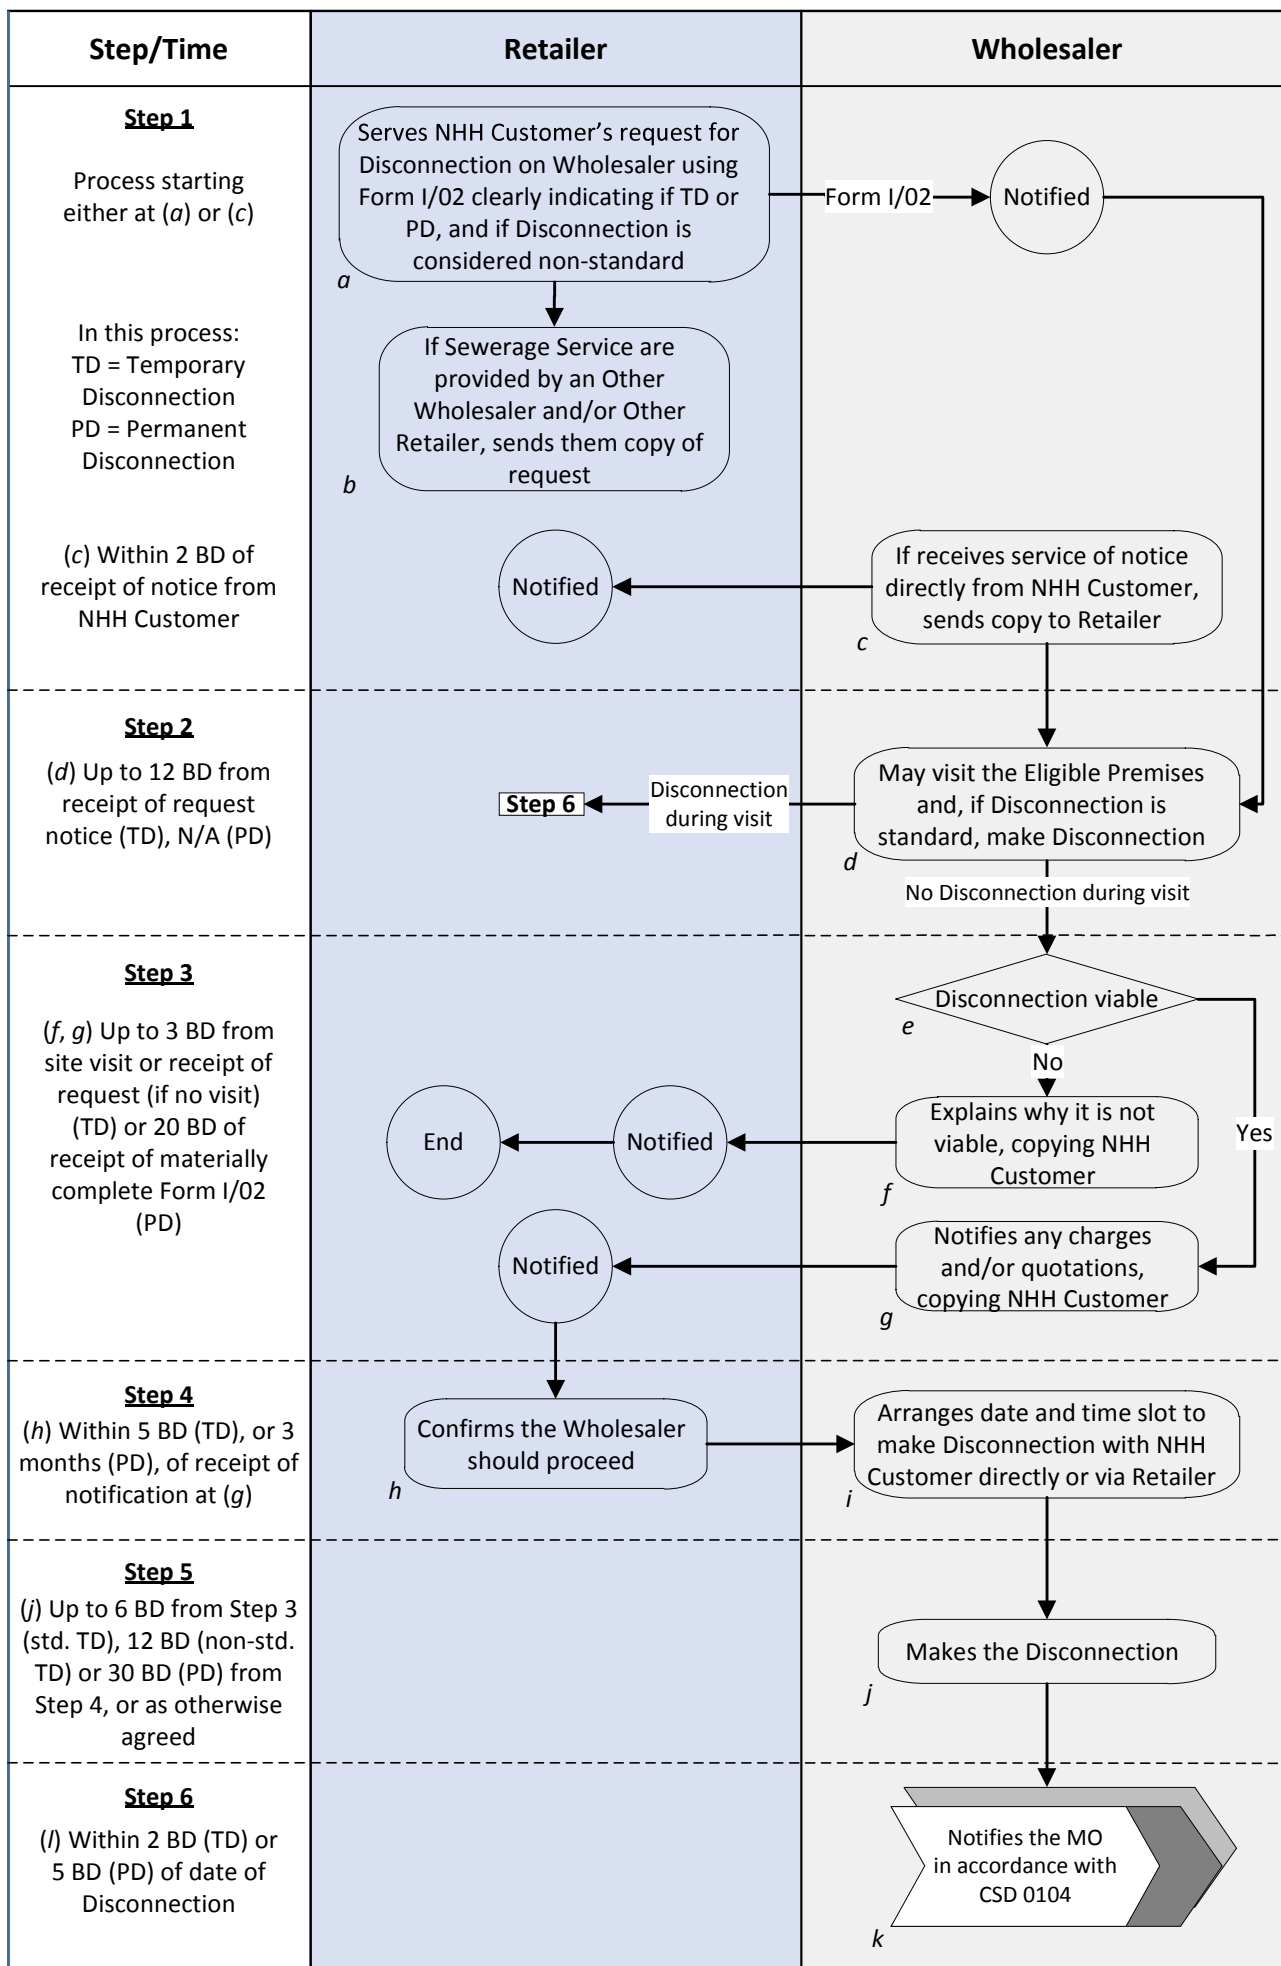 Step/Time
Retailer
Wholesaler
Step 1
Process starting
either at (a) or (c)
In this process:
TD = Temporary
Disconnection
PD = Permanent
Disconnection
(c) Within 2 BD of
receipt of notice from
NHH Customer
Serves NHH Customer's request for
Disconnection on Wholesaler using
Form I/02 clearly indicating if TD or
PD, and if Disconnection is
considered non-standard
a
Form I/02
Notified
If Sewerage Service are
provided by an Other
Wholesaler and/or Other
Retailer, sends them copy of
request
b
Notified
If receives service of notice
directly from NHH Customer,
sends copy to Retailer
c
Step 2
(d) Up to 12 BD from
receipt of request
notice (TD), N/A (PD)
Step 6
Disconnection
during visit
May visit the Eligible Premises
and, if Disconnection is
standard, make Disconnection
d
No Disconnection during visit
Step 3
(f, g) Up to 3 BD from
site visit or receipt of
request (if no visit)
(TD) or 20 BD of
receipt of materially
complete Form I/02
(PD)
Disconnection viable
e
No
Yes
End
Notified
Explains why it is not
viable, copying NHH
Customer
f
Notified
Notifies any charges
and/or quotations,
copying NHH Customer
g
Step 4
(h) Within 5 BD (TD), or 3
months (PD), of receipt of
notification at (g)
Confirms the Wholesaler
should proceed
h
Arranges date and time slot to
make Disconnection with NHH
Customer directly or via Retailer
i
Step 5
(j) Up to 6 BD from Step 3
(std. TD), 12 BD (non-std.
TD) or 30 BD (PD) from
Step 4, or as otherwise
agreed
Makes the Disconnection
j
Step 6
(l) Within 2 BD (TD) or
5 BD (PD) of date of
Disconnection
Notifies the MO
in accordance with
CSD 0104
k